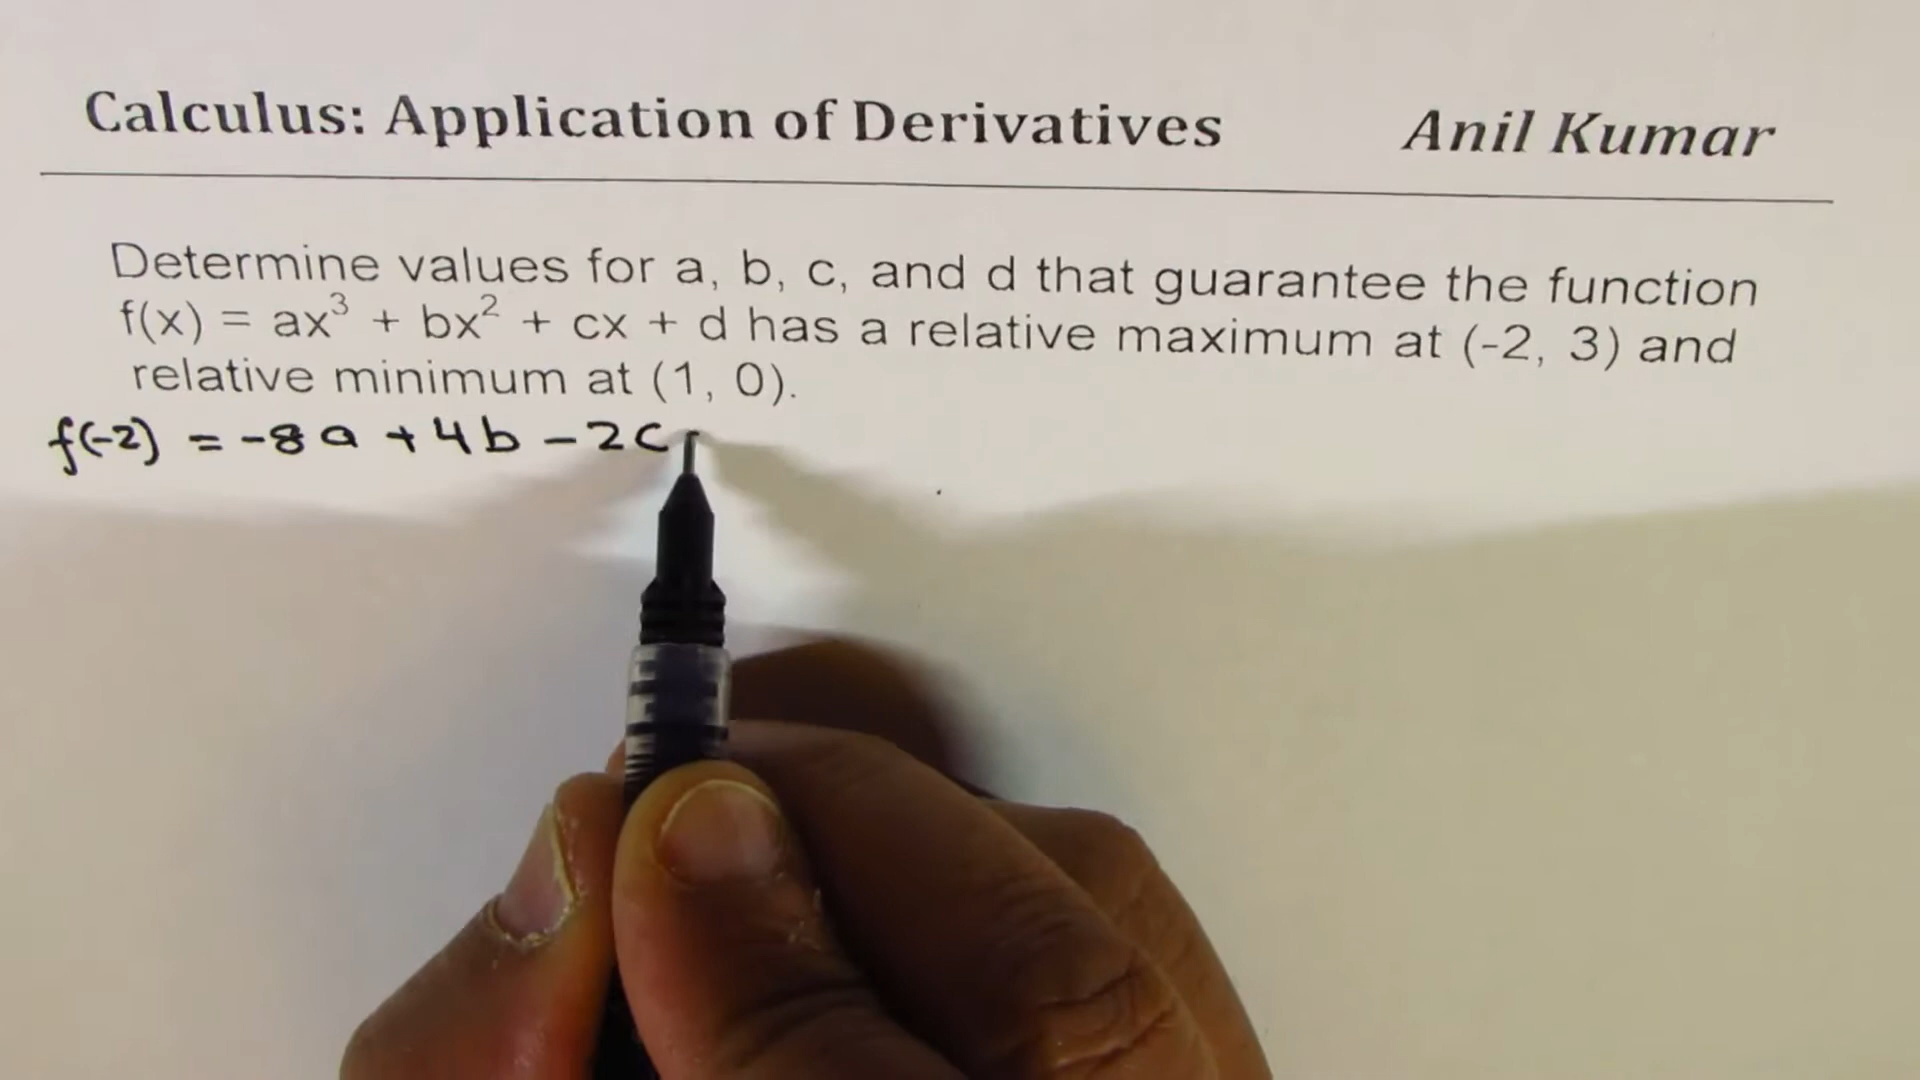 Calculus: Application of Derivatives Anil Kumar
Determine values for a, b, c, and d that guarantee the function
f(x) = ax³ + bx² + cx + d has a relative maximum at (-2, 3) and
relative minimum at (1, 0).
f(-2) = -8a + 4b - 2c